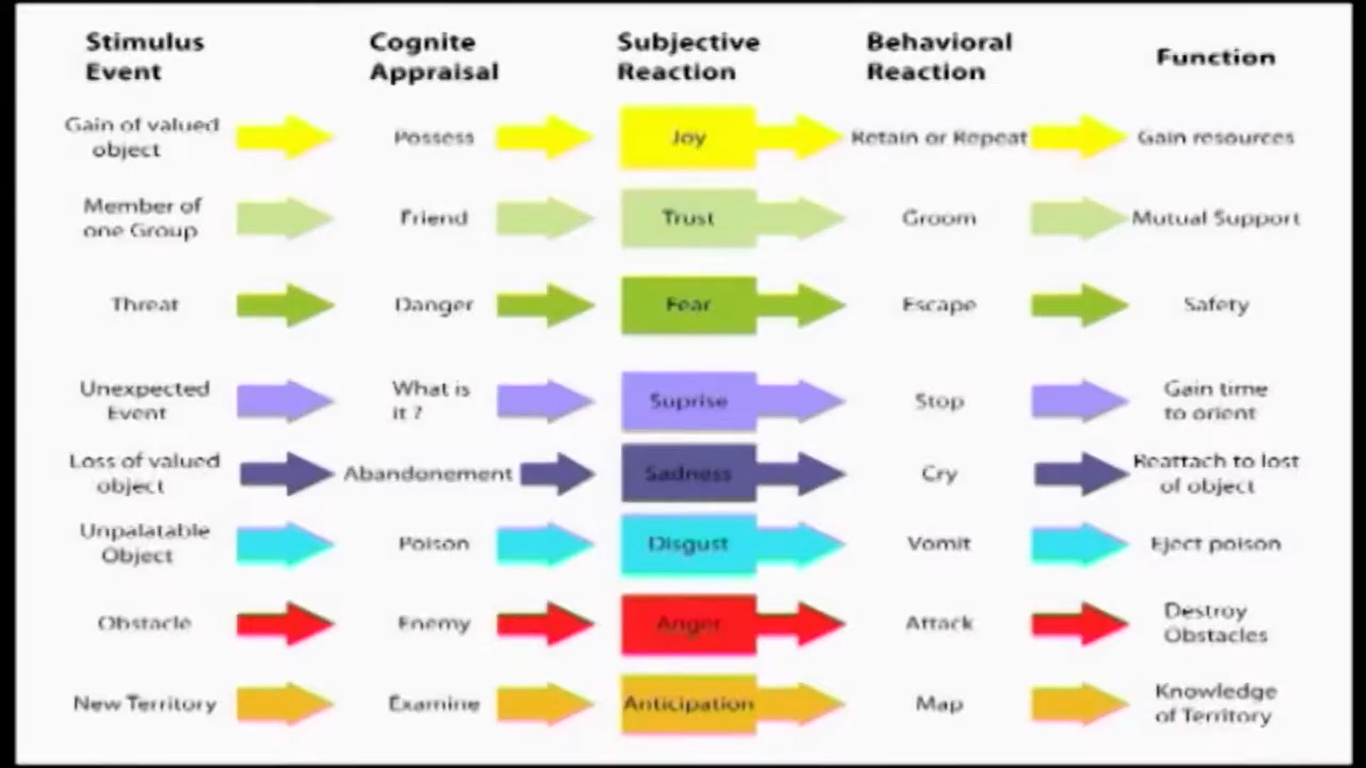 Stimulus
Event
Cognite
Appraisal
Subjective
Reaction
Behavioral
Reaction
Function
Gain of valued
object
Possess
Joy
Retain or Repeat
Gain resources
Member of
one Group
Friend
Trust
Groom
Mutual Support
Threat
Danger
Fear
Escape
Safety
Unexpected
Event
What is
it ?
Suprise
Stop
Gain time
to orient
Loss of valued
object
Abandonement
Sadness
Cry
Reattach to lost
of object
Unpalatable
Object
Poison
Disgust
Vomit
Eject poison
Obstacle
Enemy
Anger
Attack
Destroy
Obstacles
New Territory
Examine
Anticipation
Map
Knowledge
of Territory